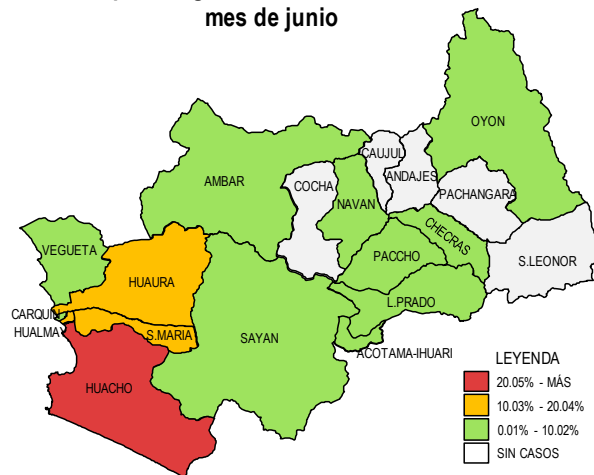 mes de junio
OYON
CAUJUL
ANDAJES
COCHA
AMBAR
NAVAN
PACHANGARA
CHECRAS
VEGUETA
PACCHO
S.LEONOR
HUAURA
L.PRADO
CARQUIN
HUALMA
S.MARIA
SAYAN
ACOTAMA-IHUARI
HUACHO
LEYENDA
20.05% - MÁS
10.03% - 20.04%
0.01% - 10.02%
SIN CASOS